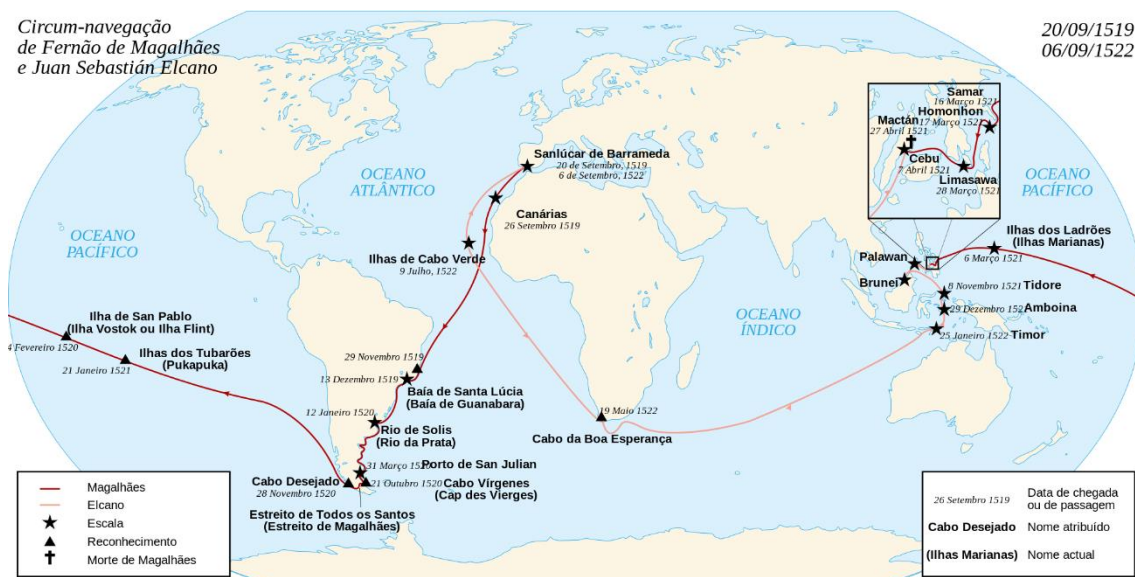 Circum-navegação
de Fernão de Magalhães
e Juan Sebastián Elcano
20/09/1519
06/09/1522
Samar
16 Março 1521
Homonhon
17 Março 1521
Mactán
27 Abril 1521
Cebu
7 Abril 1521
Limasawa
28 Março 1521
OCEANO
PACÍFICO
OCEANO
ATLÂNTICO
Sanlúcar de Barrameda
20 de Setembro, 1519
6 de Setembro, 1522
Canárias
26 Setembro 1519
OCEANO
PACÍFICO
Ilhas de Cabo Verde
9 Julho, 1522
Ilhas dos Ladrões
(Ilhas Marianas)
6 Março 1521
Palawan
Brunei
8 Novembro 1521 Tidore
29 Dezembro 1521 Amboina
25 Janeiro 1522 Timor
OCEANO
ÍNDICO
Ilha de San Pablo
(Ilha Vostok ou Ilha Flint)
4 Fevereiro 1520
Ilhas dos Tubarões
(Pukapuka)
21 Janeiro 1521
29 Novembro 1519
13 Dezembro 1519
Baía de Santa Lúcia
(Baía de Guanabara)
12 Janeiro 1520
Rio de Solis
(Rio da Prata)
19 Maio 1522
Cabo da Boa Esperança
31 Março 1520 Porto de San Julian
Cabo Desejado
28 Novembro 1520
21 Outubro 1520
Cabo Vírgenes
(Cap des Vierges)
Estreito de Todos os Santos
(Estreito de Magalhães)
Magalhães
Elcano
Escala
Reconhecimento
Morte de Magalhães
26 Setembro 1519 Data de chegada
ou de passagem
Cabo Desejado Nome atribuído
(Ilhas Marianas) Nome actual